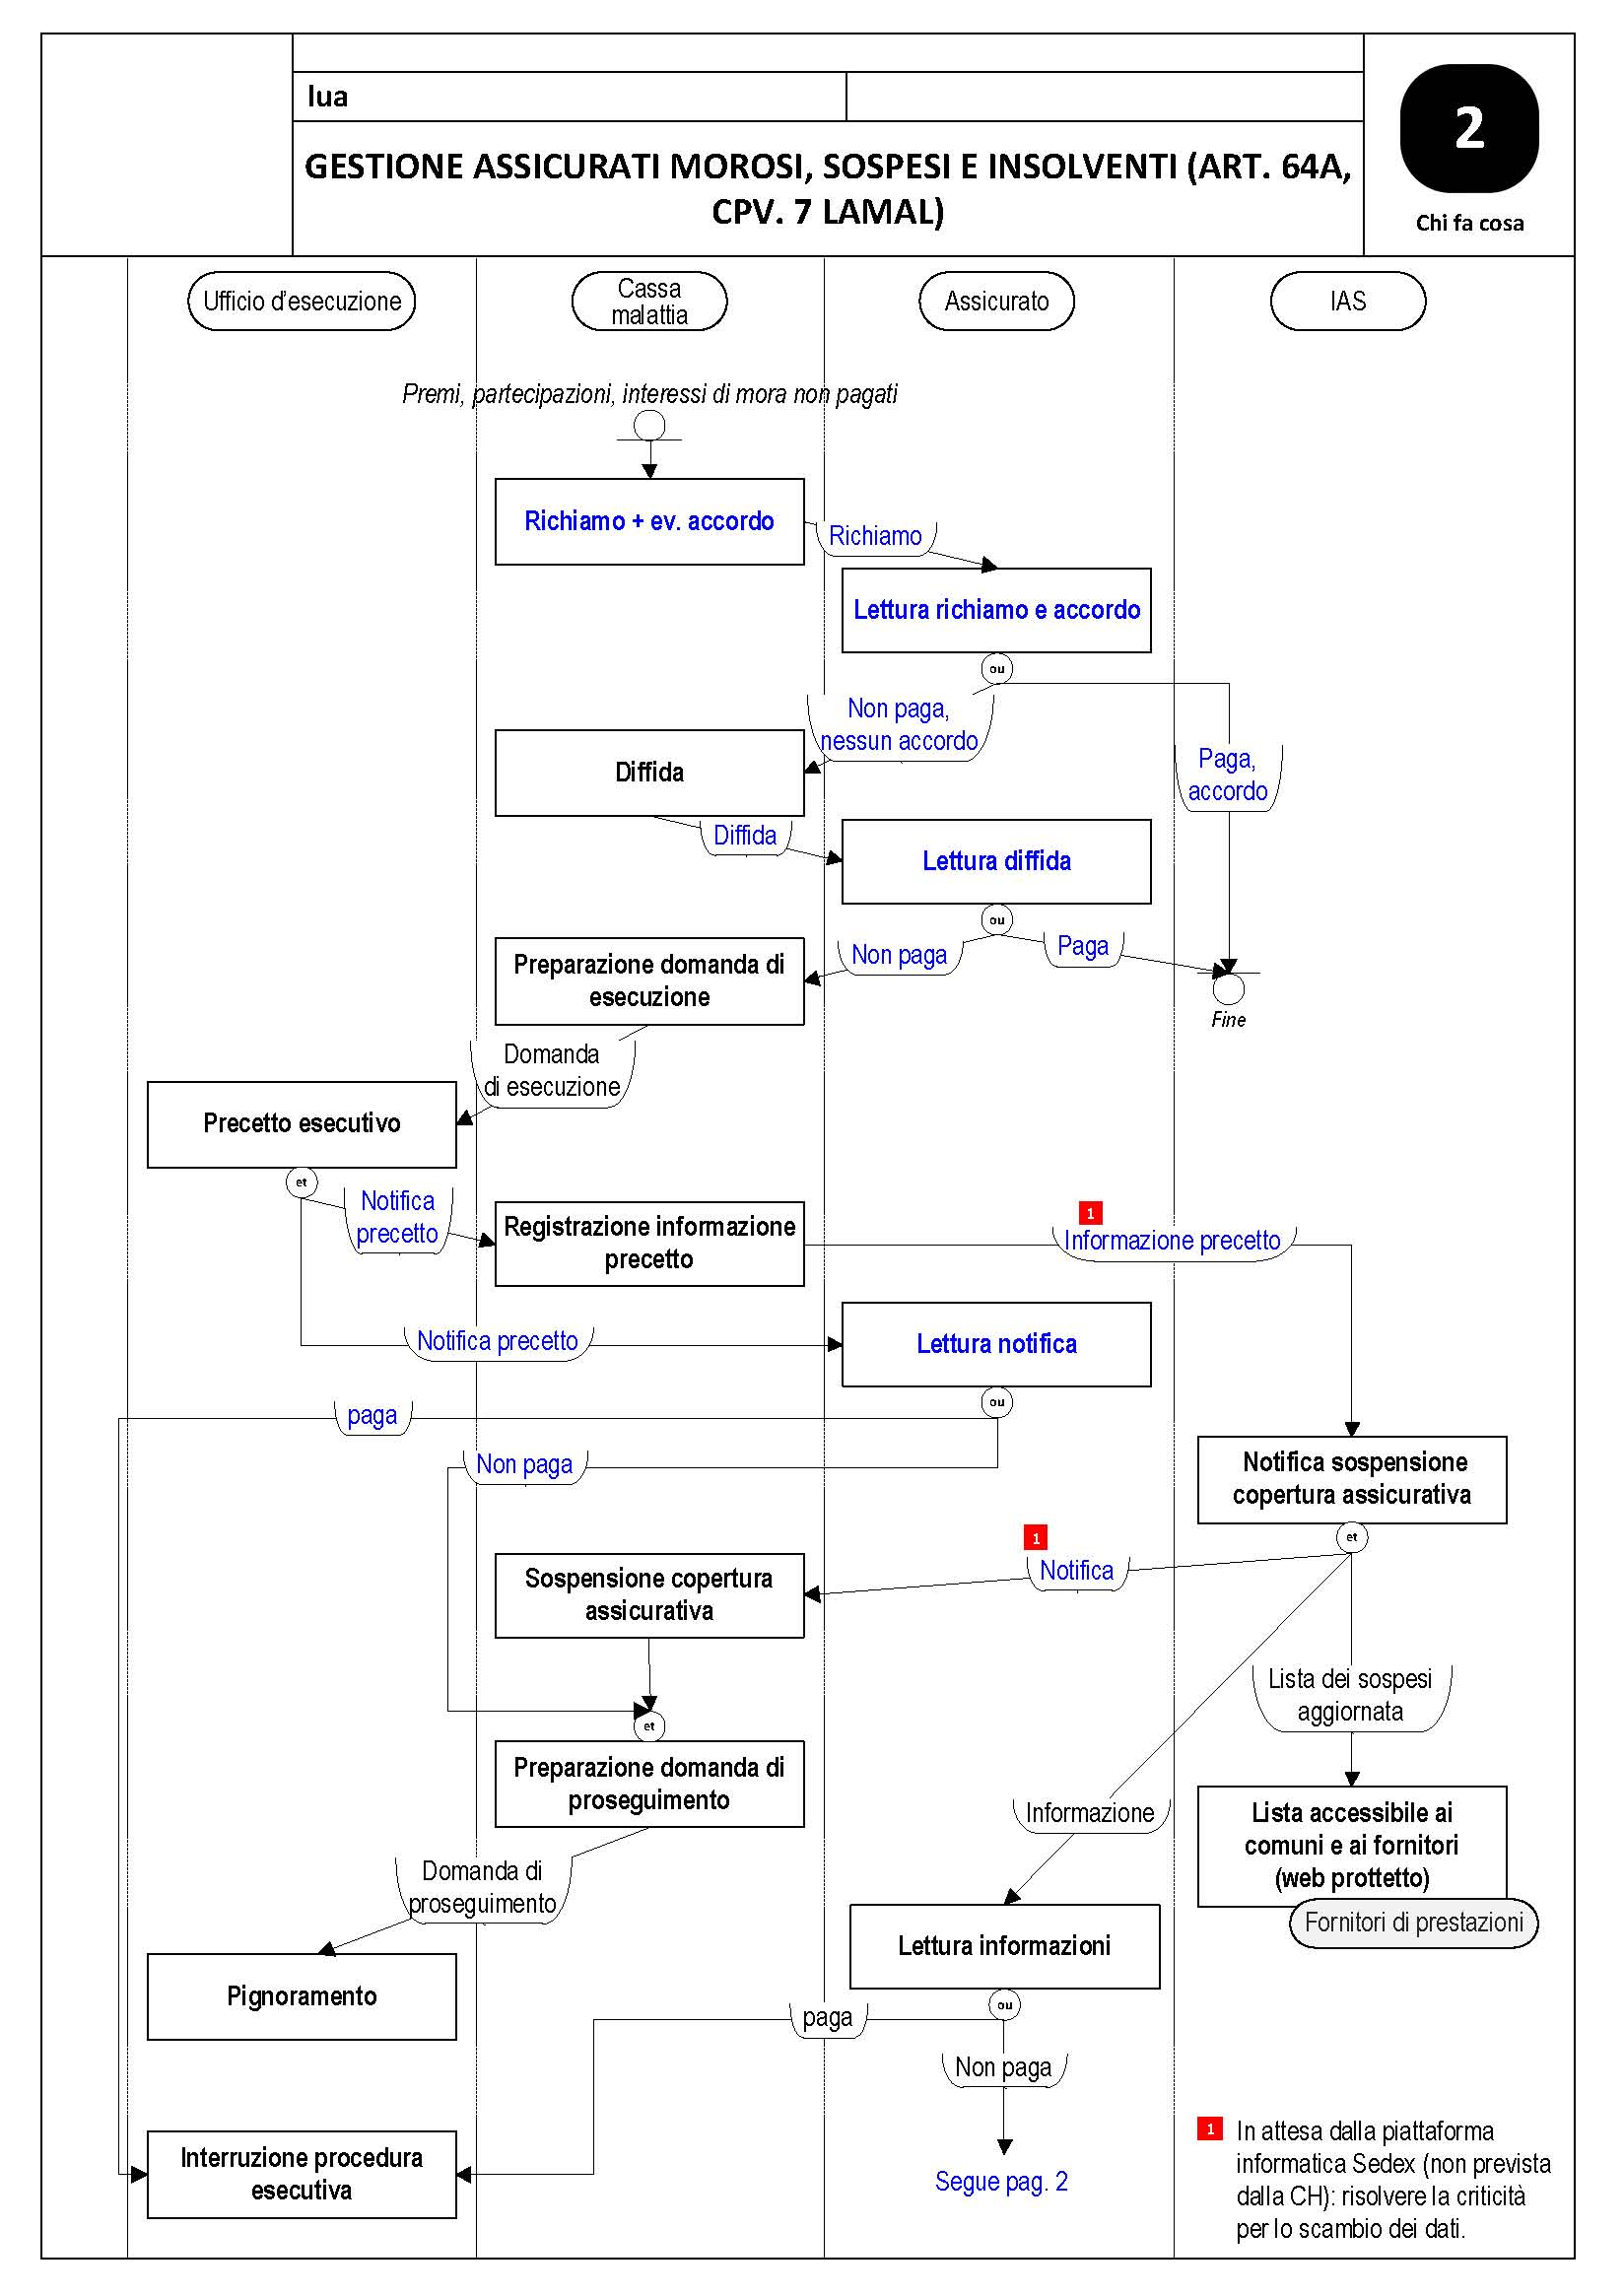 Iua
GESTIONE ASSICURATI MOROSI, SOSPESI E INSOLVENTI (ART. 64A,
CPV. 7 LAMAL)
2
Chi fa cosa
Ufficio d'esecuzione
Cassa
malattia
Assicurato
IAS
Premi, partecipazioni, interessi di mora non pagati
Richiamo + ev. accordo
Richiamo
Lettura richiamo e accordo
ou
Non paga,
nessun accordo
Paga,
accordo
Diffida
Diffida
Lettura diffida
ou
Non paga
Paga
Preparazione domanda di
esecuzione
Fine
Domanda
di esecuzione
Precetto esecutivo
et
Notifica
precetto
Registrazione informazione
precetto
1
Informazione precetto
Notifica precetto
Lettura notifica
ou
paga
Non paga
Notifica sospensione
copertura assicurativa
et
1
Notifica
Sospensione copertura
assicurativa
Lista dei sospesi
aggiornata
et
Preparazione domanda di
proseguimento
Informazione
Lista accessibile ai
comuni e ai fornitori
(web prottetto)
Fornitori di prestazioni
Domanda di
proseguimento
Lettura informazioni
Pignoramento
ou
paga
Non paga
Interruzione procedura
esecutiva
Segue pag. 2
1 In attesa dalla piattaforma
informatica Sedex (non prevista
dalla CH): risolvere la criticità
per lo scambio dei dati.